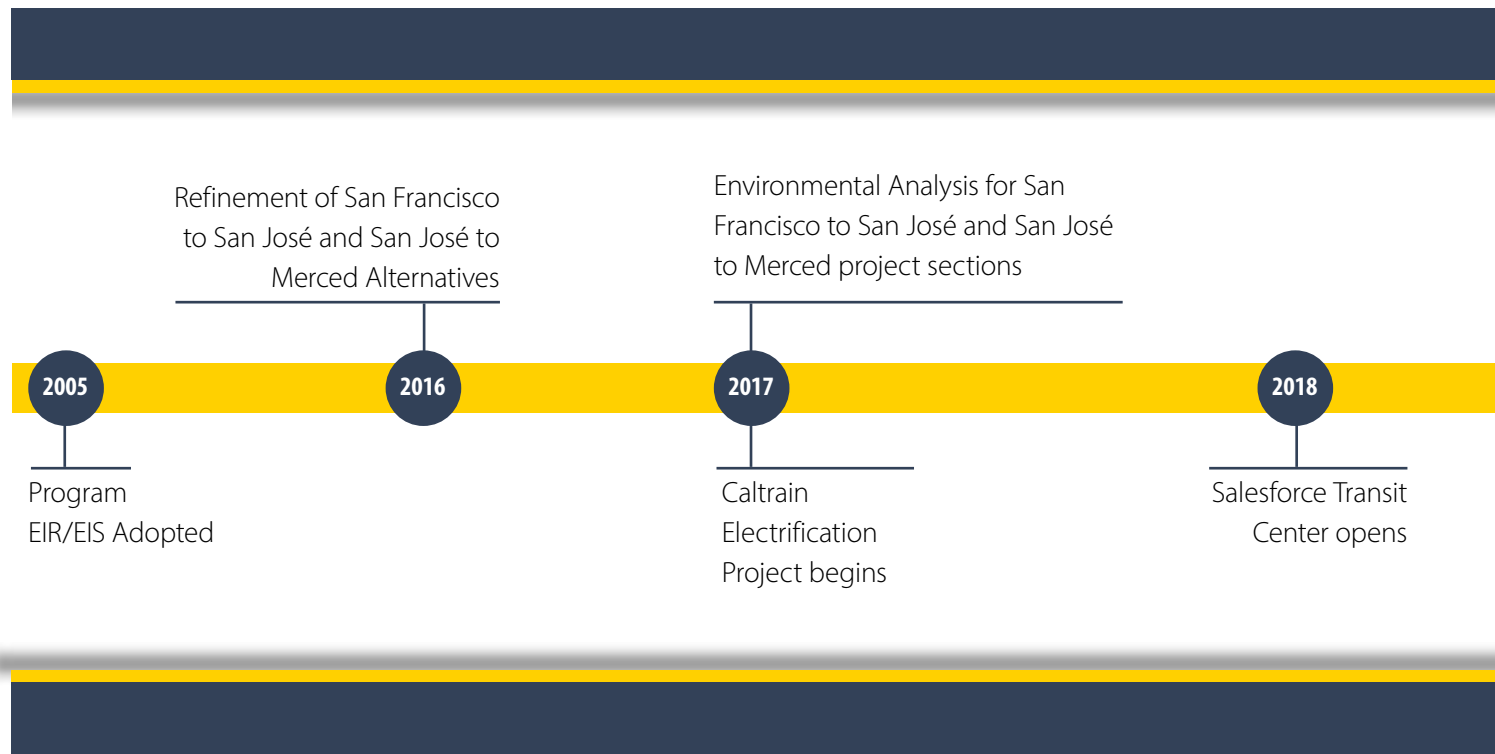 Refinement of San Francisco
to San José and San José to
Merced Alternatives
Environmental Analysis for San
Francisco to San José and San José
to Merced project sections
2005
2016
2017
2018
Program
EIR/EIS Adopted
Caltrain
Electrification
Project begins
Salesforce Transit
Center opens